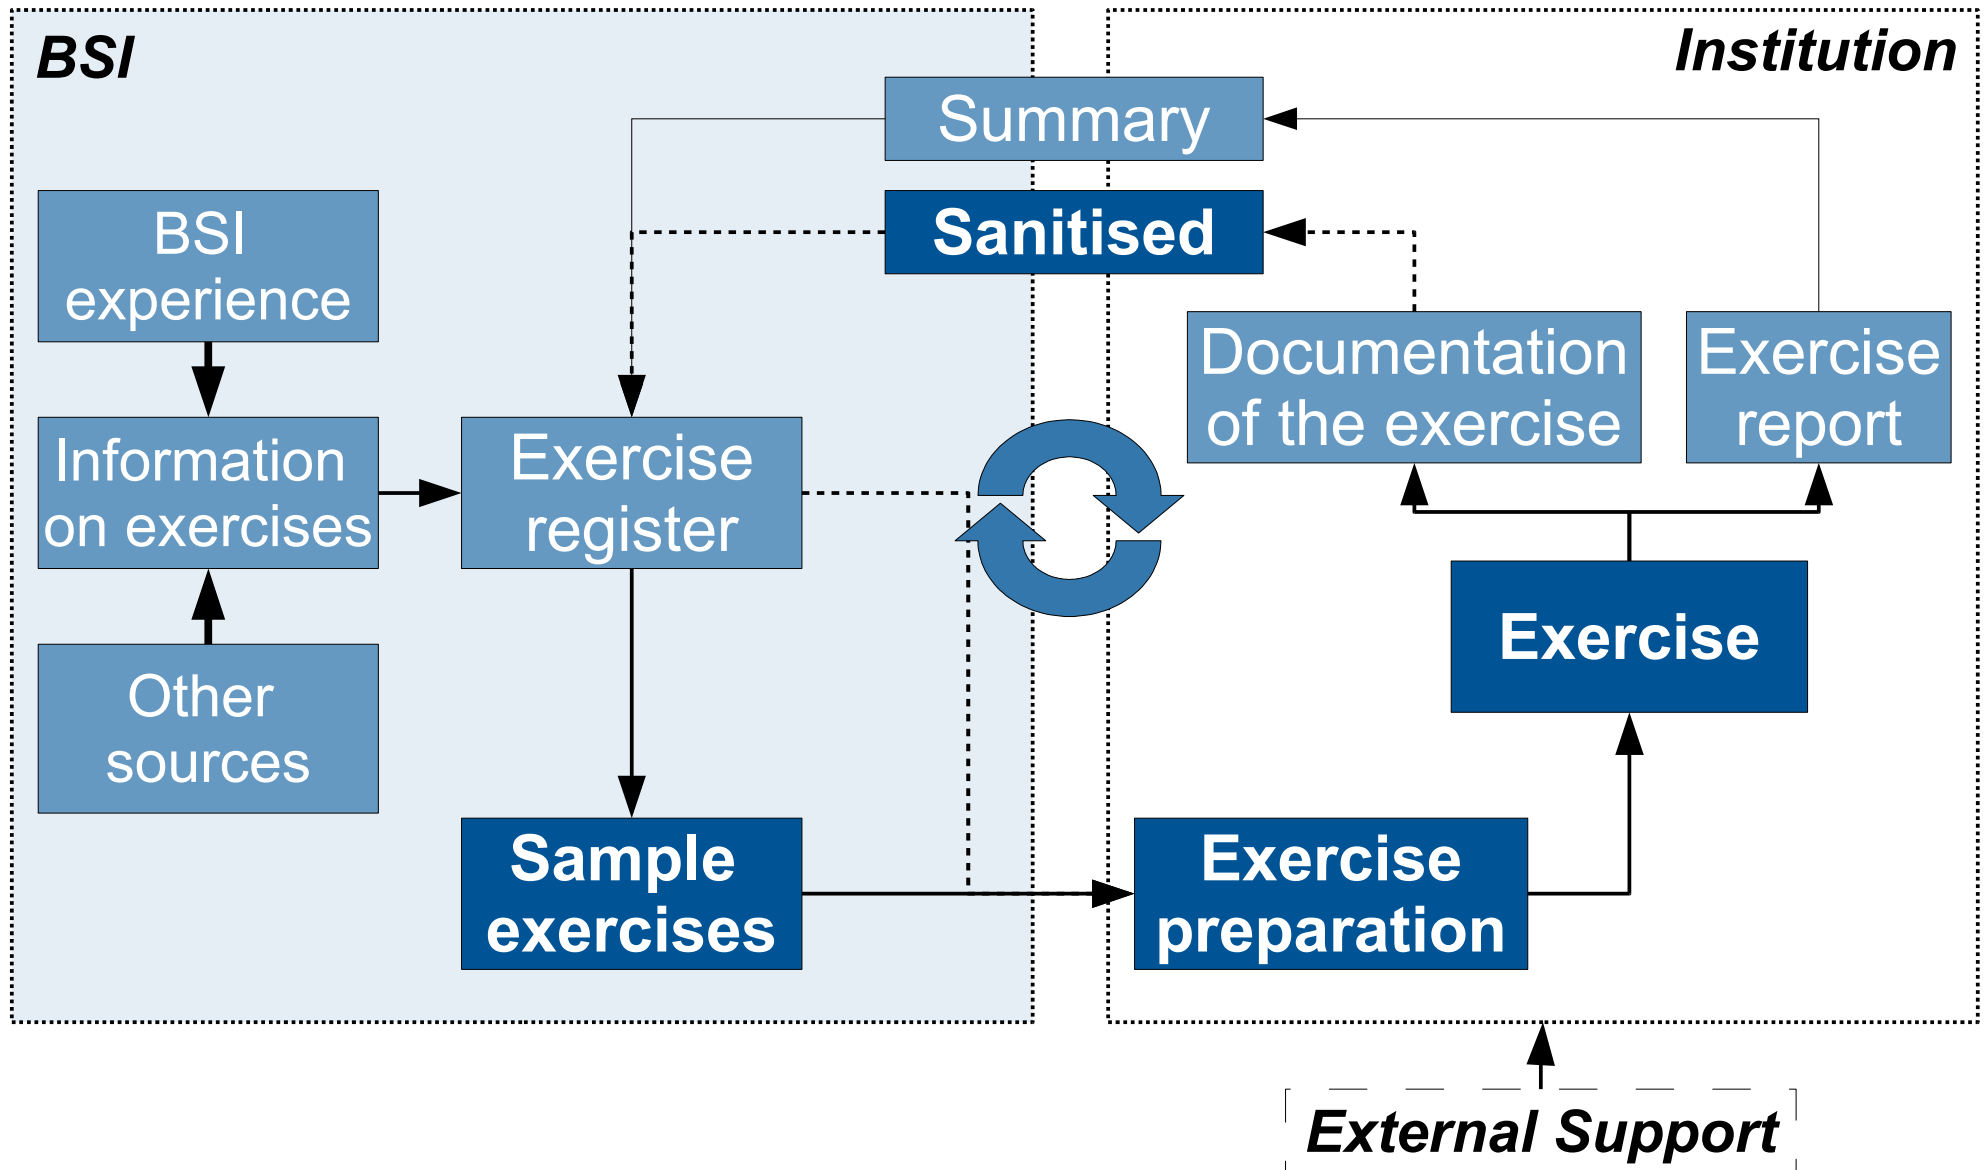 BSI
Institution
Summary
Sanitised
BSI
experience
Information
on exercises
Other
sources
Exercise
register
Sample
exercises
Documentation
of the exercise
Exercise
report
Exercise
Exercise
preparation
External Support